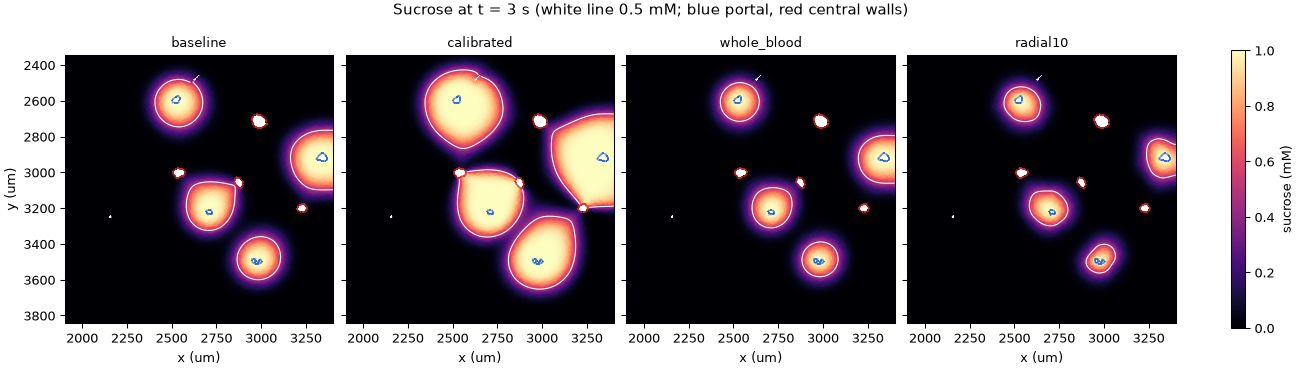 Sucrose at t = 3 s (white line 0.5 mM; blue portal, red central walls)
baseline
calibrated
whole_blood
radial10
2400
2600
2800
3000
3200
3400
3600
3800
y (um)
2000 2250 2500 2750 3000 3250
2000 2250 2500 2750 3000 3250
2000 2250 2500 2750 3000 3250
2000 2250 2500 2750 3000 3250
x (um)
x (um)
x (um)
x (um)
1.0
0.8
0.6
0.4
0.2
0.0
sucrose (mM)